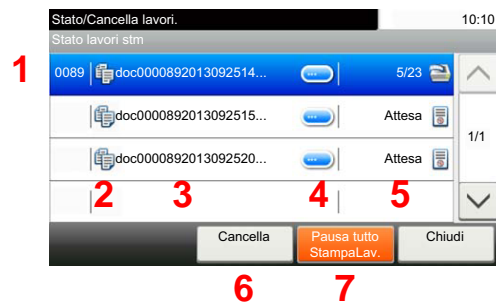 Stato/Cancella lavori. 10:10
Stato lavori stm
1 0089 doc0000892013092514... 5/23
doc0000892013092515... Attesa
1/1
doc0000892013092520... Attesa
2 3 4 5
Cancella Pausa tutto StampaLav. Chiudi
6 7